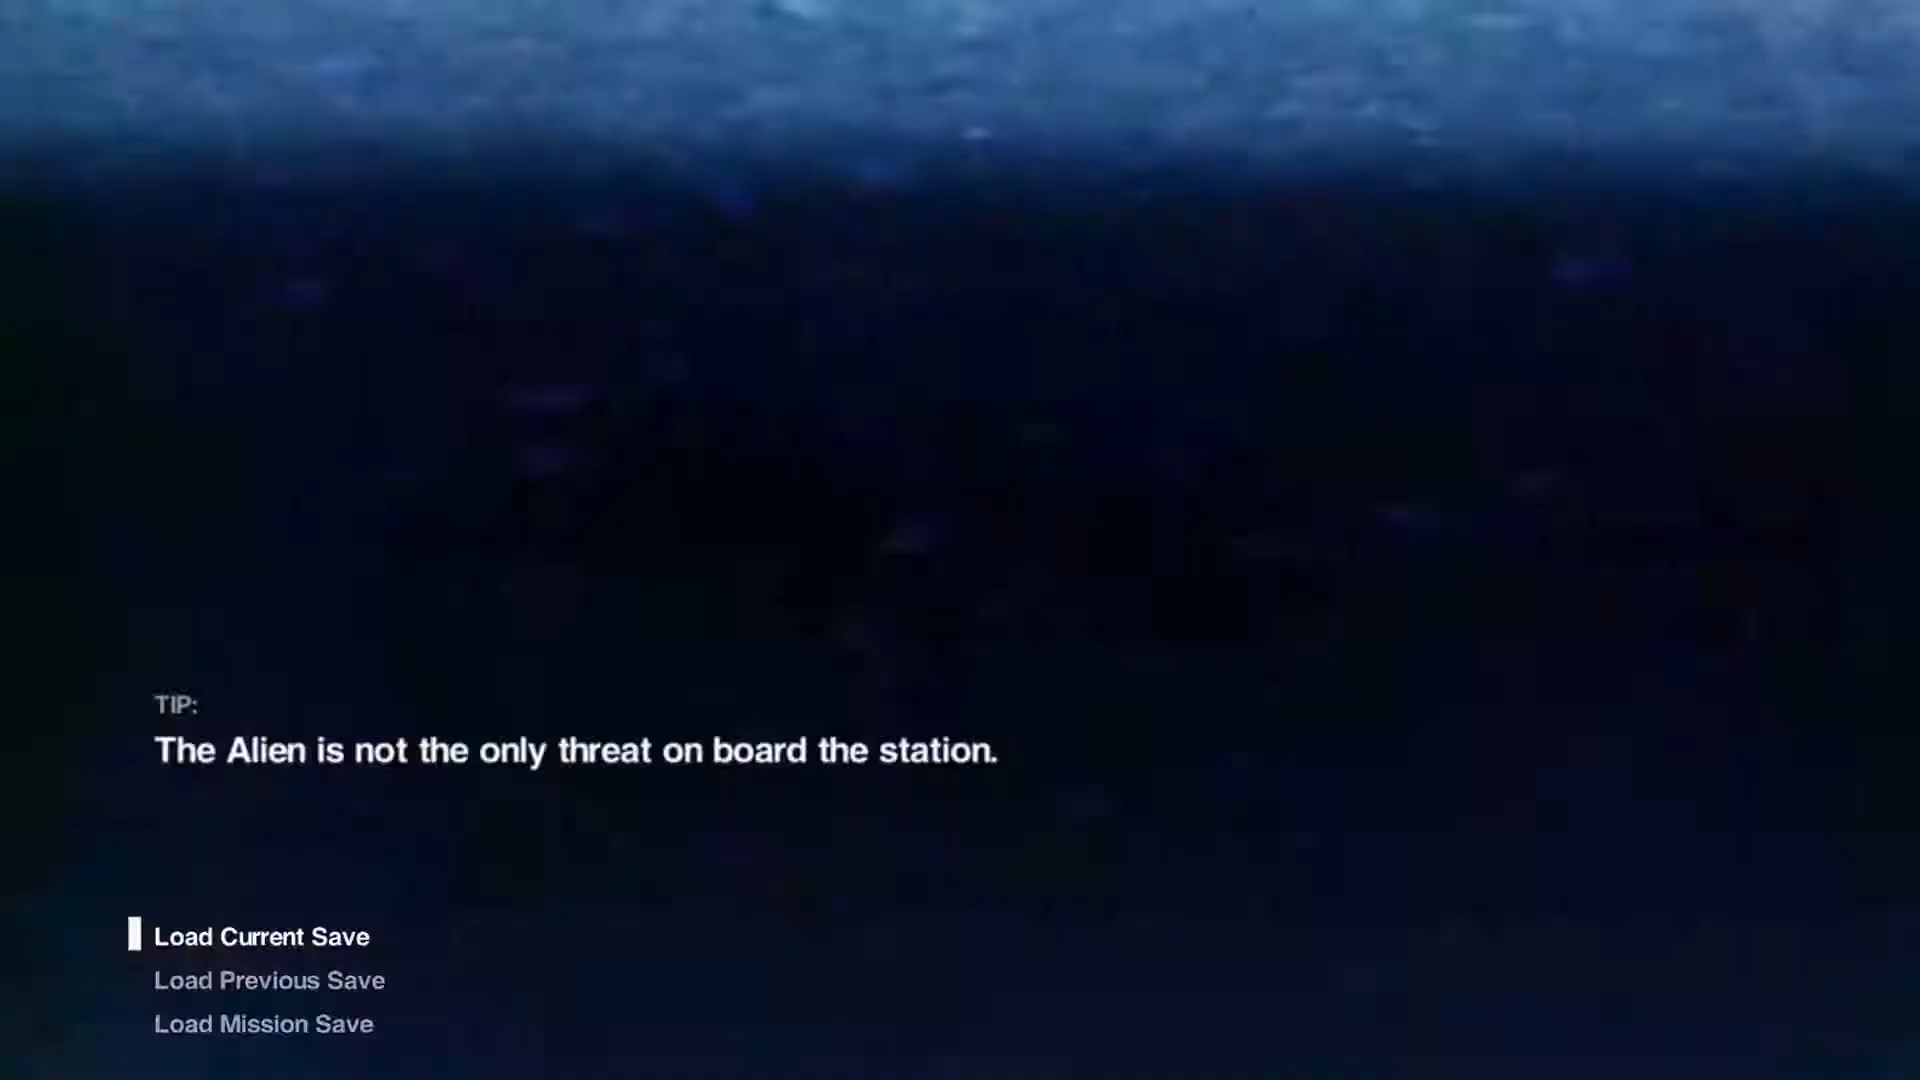 TIP:
The Alien is not the only threat on board the station.
Load Current Save
Load Previous Save
Load Mission Save